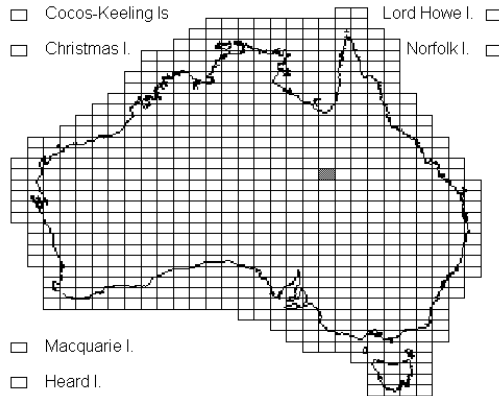 Cocos-Keeling Is
Lord Howe I.
Christmas I.
Norfolk I.
Macquarie I.
Heard I.